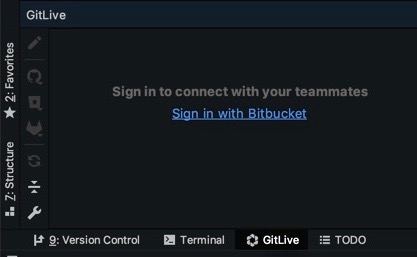 GitLive
2: Favorites
Z: Structure
Sign in to connect with your teammates
Sign in with Bitbucket
9: Version Control
Terminal
GitLive
TODO